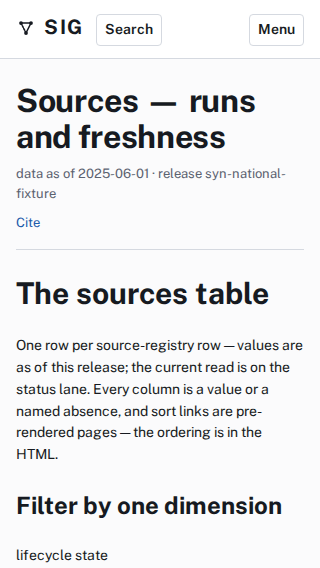 SIG Search Menu
Sources — runs
and freshness
data as of 2025-06-01 · release syn-national-
fixture
Cite
The sources table
One row per source-registry row — values are
as of this release; the current read is on the
status lane. Every column is a value or a
named absence, and sort links are pre-
rendered pages — the ordering is in the
HTML.
Filter by one dimension
lifecycle state